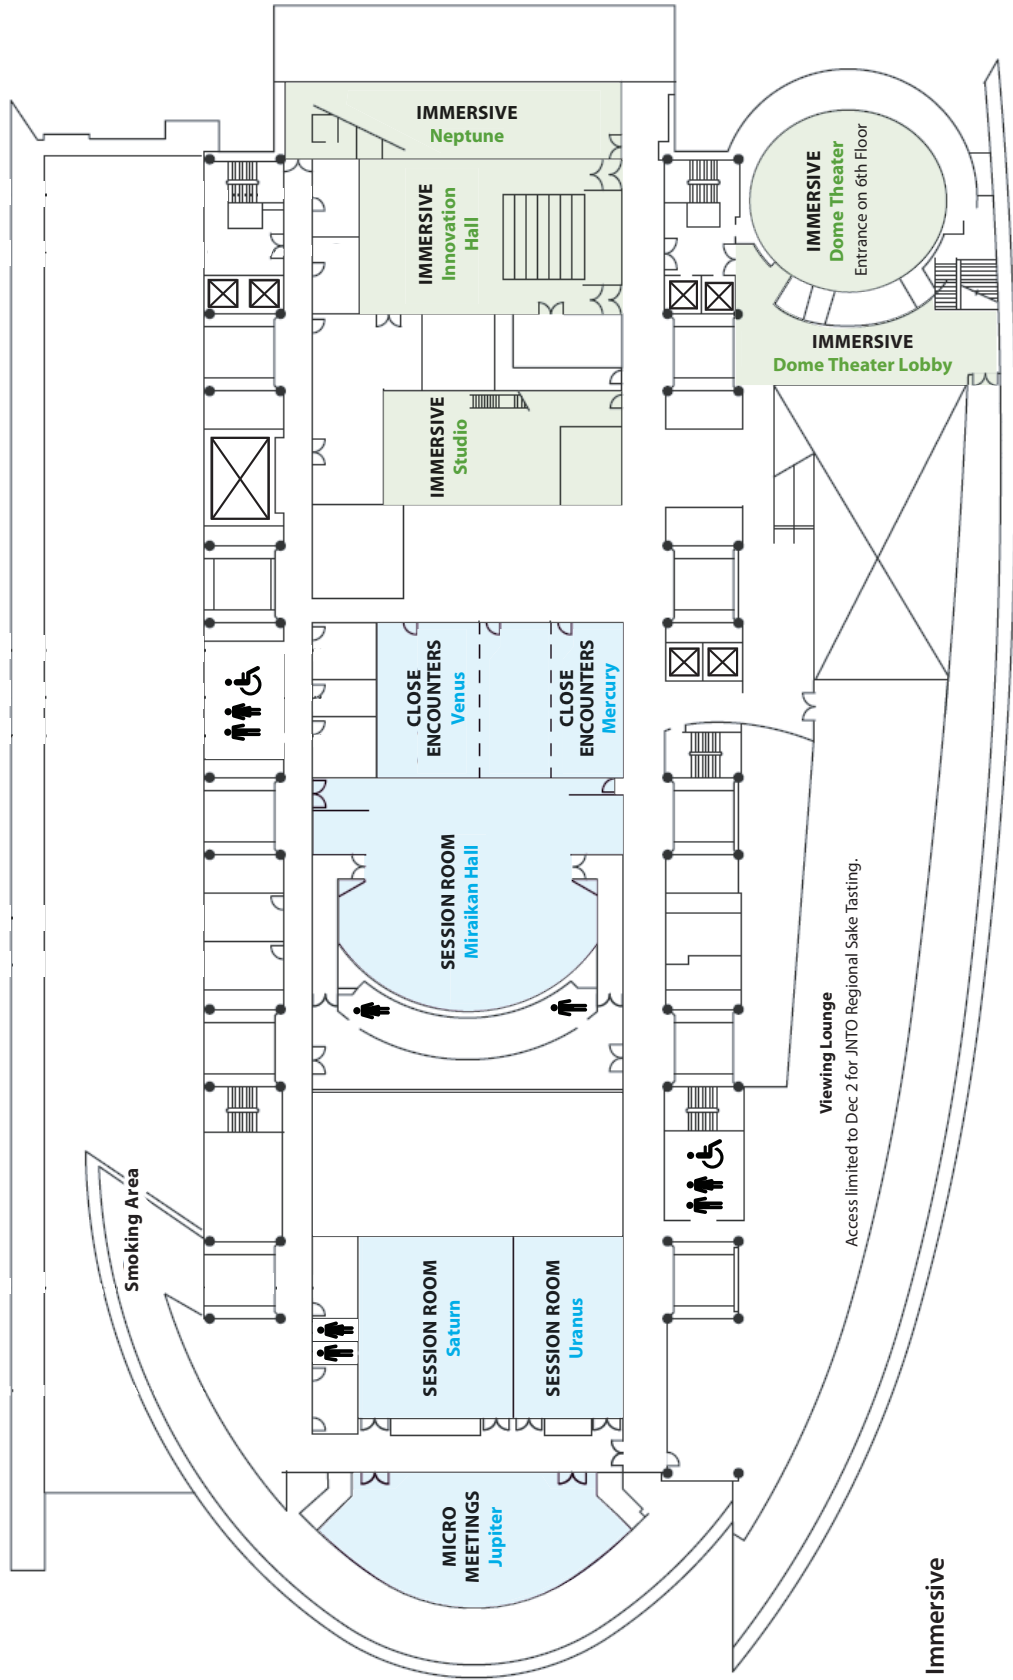 IMMERSIVE
Neptune
IMMERSIVE
Innovation
Hall
IMMERSIVE
Dome Theater
Entrance on 6th Floor
IMMERSIVE
Dome Theater Lobby
IMMERSIVE
Studio
CLOSE
ENCOUNTERS
Venus
CLOSE
ENCOUNTERS
Mercury
SESSION ROOM
Miraikan Hall
Viewing Lounge
Access limited to Dec 2 for JNTO Regional Sake Tasting.
Smoking Area
SESSION ROOM
Saturn
SESSION ROOM
Uranus
MICRO
MEETINGS
Jupiter
Immersive